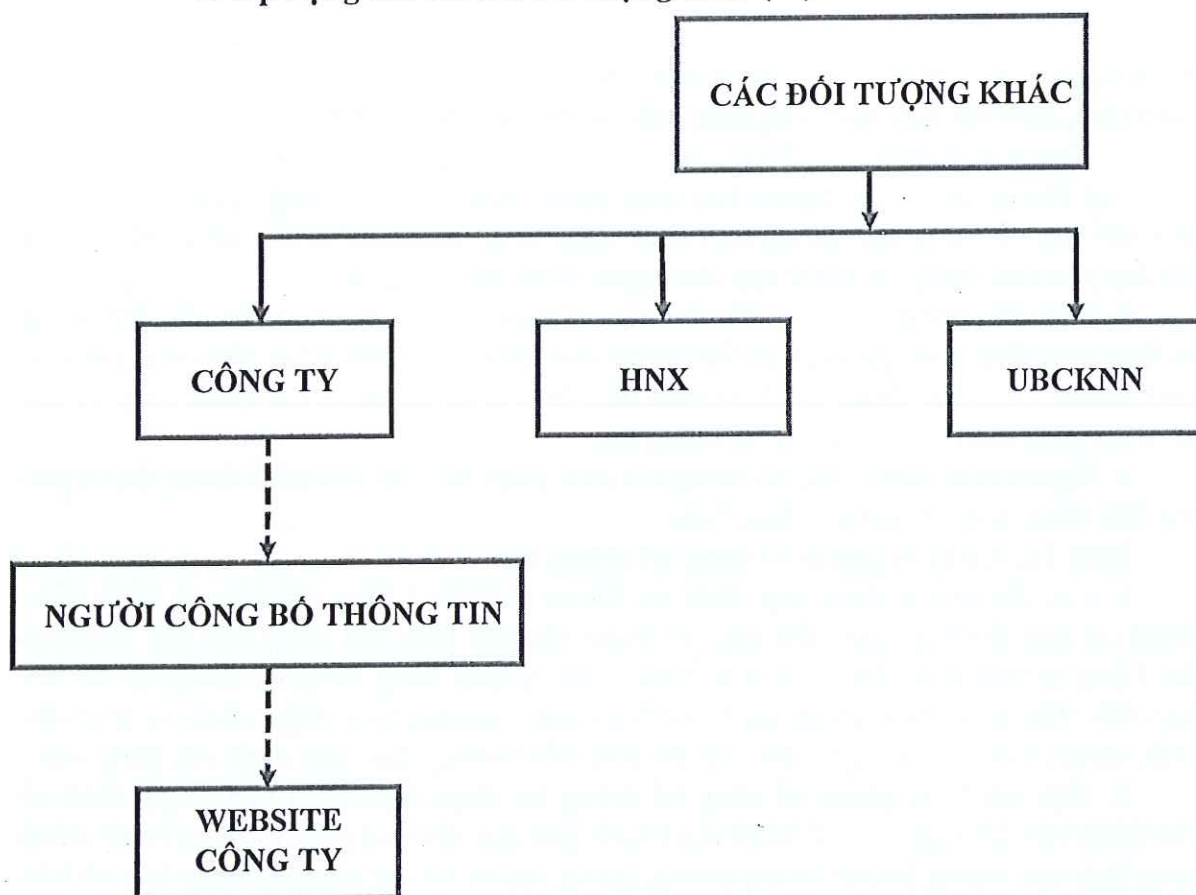 CÁC ĐỐI TƯỢNG KHÁC
CÔNG TY
HNX
UBCKNN
NGƯỜI CÔNG BỐ THÔNG TIN
WEBSITE
CÔNG TY